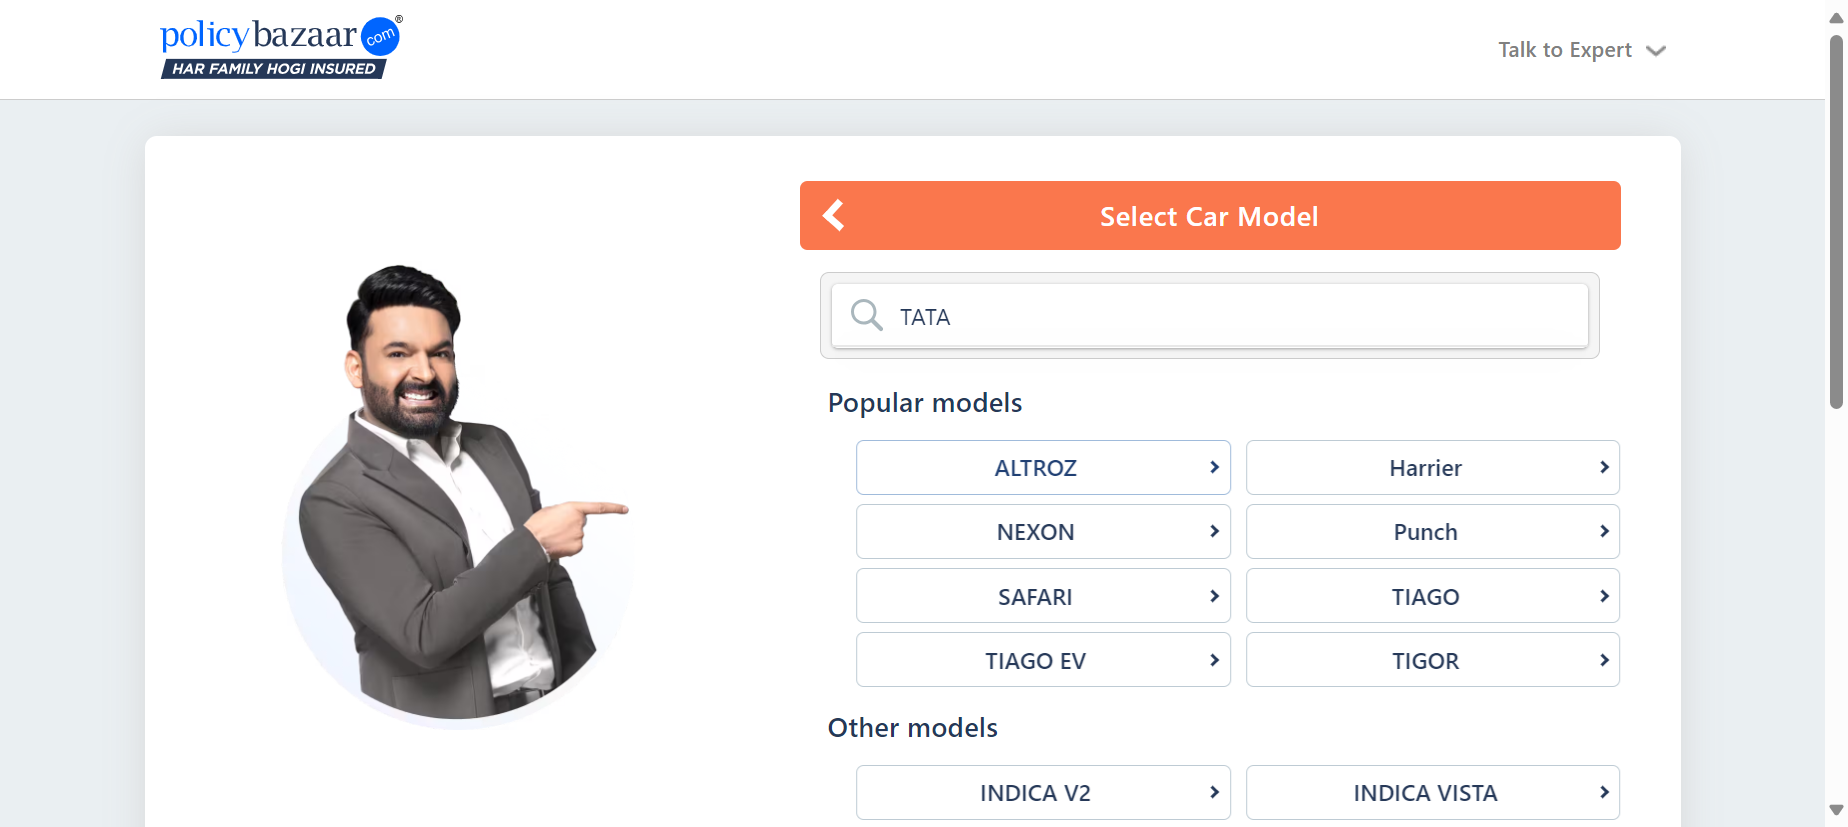 policybazaar com ®
HAR FAMILY HOGI INSURED
Talk to Expert
Select Car Model
TATA
Popular models
ALTROZ
Harrier
NEXON
Punch
SAFARI
TIAGO
TIAGO EV
TIGOR
Other models
INDICA V2
INDICA VISTA